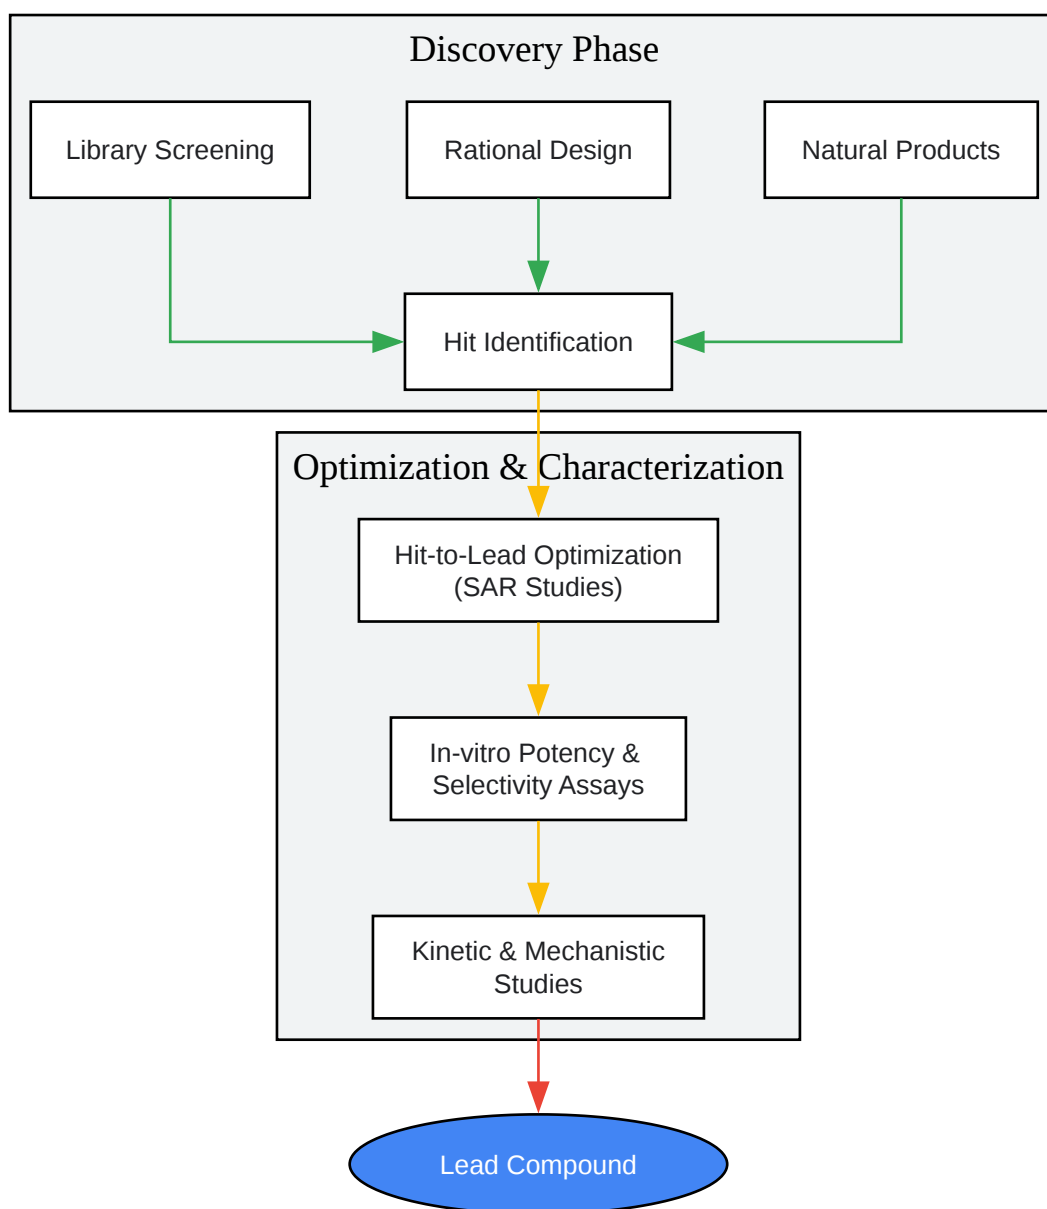 Discovery Phase
Library Screening
Rational Design
Natural Products
Hit Identification
Optimization & Characterization
Hit-to-Lead Optimization
(SAR Studies)
In-vitro Potency &
Selectivity Assays
Kinetic & Mechanistic
Studies
Lead Compound